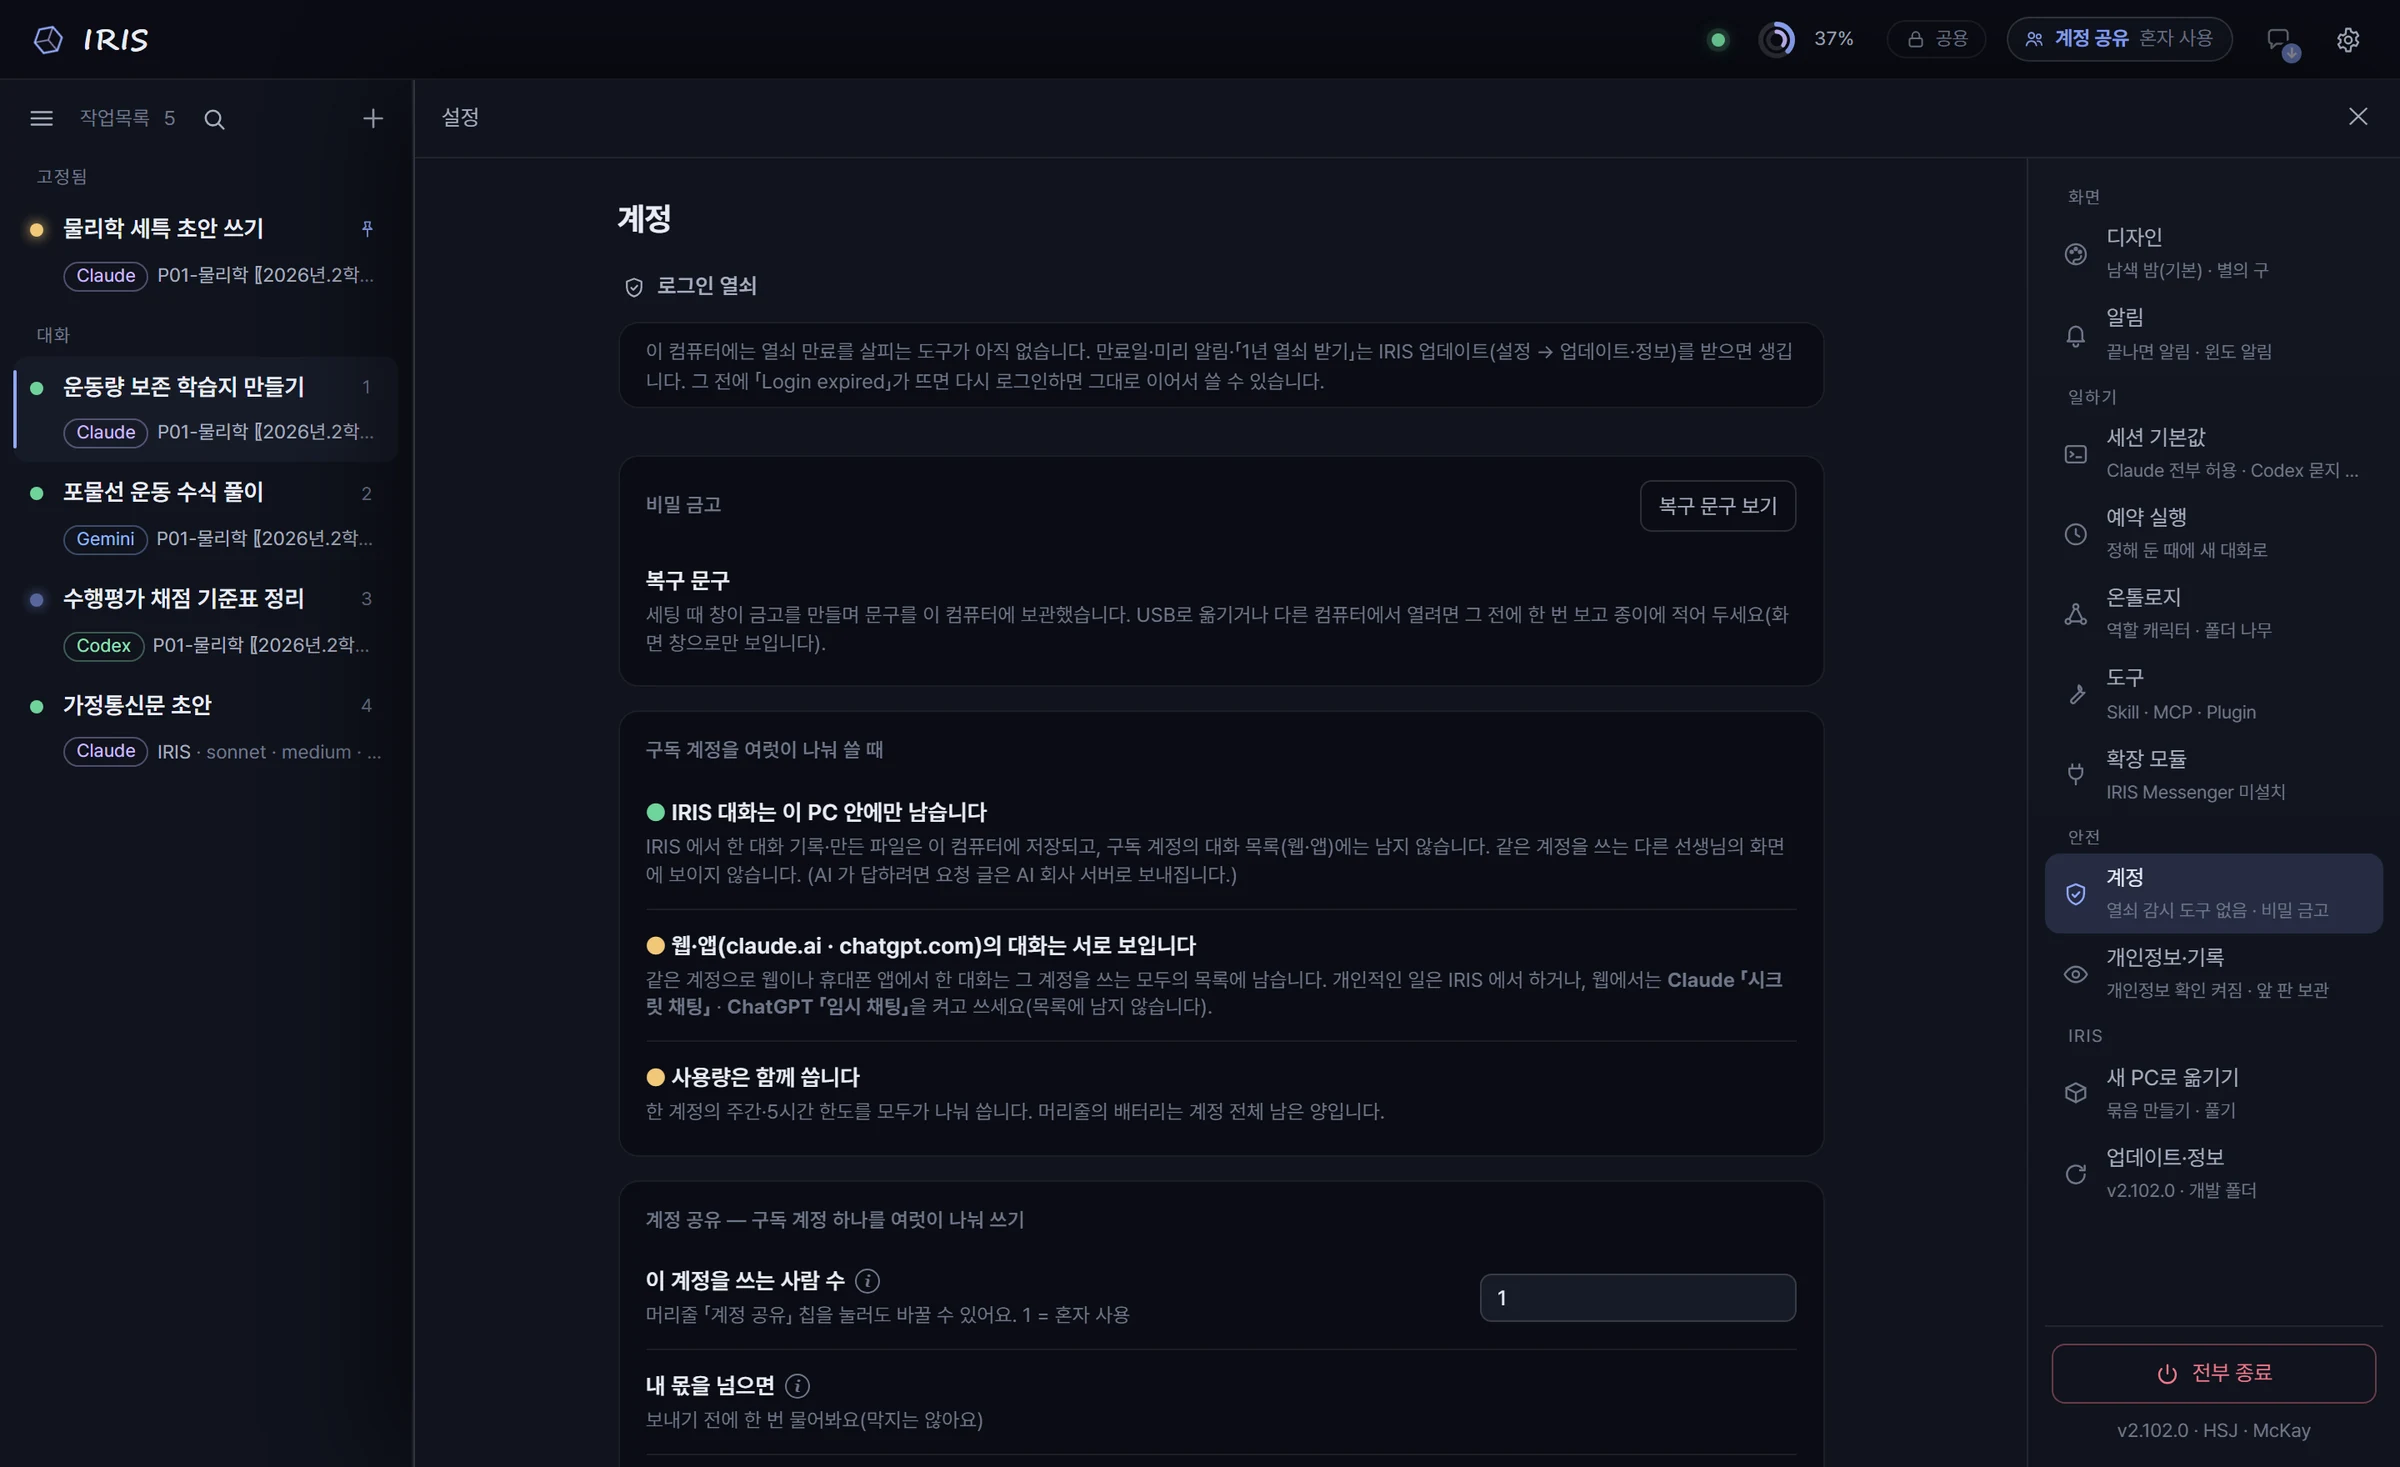 IRIS
37%
공용
계정 공유 혼자 사용
작업목록 5
고정됨
물리학 세특 초안 쓰기
Claude P01-물리학 〖2026년.2학...
대화
운동량 보존 학습지 만들기 1
Claude P01-물리학 〖2026년.2학...
포물선 운동 수식 풀이 2
Gemini P01-물리학 〖2026년.2학...
수행평가 채점 기준표 정리 3
Codex P01-물리학 〖2026년.2학...
가정통신문 초안 4
Claude IRIS · sonnet · medium · ...
설정
계정
로그인 열쇠
이 컴퓨터에는 열쇠 만료를 살피는 도구가 아직 없습니다. 만료일·미리 알림·「1년 열쇠 받기」는 IRIS 업데이트(설정 → 업데이트·정보)를 받으면 생깁
니다. 그 전에 「Login expired」가 뜨면 다시 로그인하면 그대로 이어서 쓸 수 있습니다.
비밀 금고
복구 문구 보기
복구 문구
세팅 때 창이 금고를 만들며 문구를 이 컴퓨터에 보관했습니다. USB로 옮기거나 다른 컴퓨터에서 열려면 그 전에 한 번 보고 종이에 적어 두세요(화
면 창으로만 보입니다).
구독 계정을 여럿이 나눠 쓸 때
IRIS 대화는 이 PC 안에만 남습니다
IRIS 에서 한 대화 기록·만든 파일은 이 컴퓨터에 저장되고, 구독 계정의 대화 목록(웹·앱)에는 남지 않습니다. 같은 계정을 쓰는 다른 선생님의 화면
에 보이지 않습니다. (AI 가 답하려면 요청 글은 AI 회사 서버로 보내집니다.)
웹·앱(claude.ai · chatgpt.com)의 대화는 서로 보입니다
같은 계정으로 웹이나 휴대폰 앱에서 한 대화는 그 계정을 쓰는 모두의 목록에 남습니다. 개인적인 일은 IRIS 에서 하거나, 웹에서는 Claude 「시크
릿 채팅」 · ChatGPT 「임시 채팅」을 켜고 쓰세요(목록에 남지 않습니다).
사용량은 함께 씁니다
한 계정의 주간·5시간 한도를 모두가 나눠 씁니다. 머리줄의 배터리는 계정 전체 남은 양입니다.
계정 공유 — 구독 계정 하나를 여럿이 나눠 쓰기
이 계정을 쓰는 사람 수
머리줄 「계정 공유」 칩을 눌러도 바꿀 수 있어요. 1 = 혼자 사용
1
내 몫을 넘으면
보내기 전에 한 번 물어봐요(막지는 않아요)
화면
디자인
남색 밤(기본) · 별의 구
알림
끝나면 알림 · 윈도 알림
일하기
세션 기본값
Claude 전부 허용 · Codex 묻지 ...
예약 실행
정해 둔 때에 새 대화로
온톨로지
역할 캐릭터 · 폴더 나무
도구
Skill · MCP · Plugin
확장 모듈
IRIS Messenger 미설치
안전
계정
열쇠 감시 도구 없음 · 비밀 금고
개인정보·기록
개인정보 확인 켜짐 · 앞 판 보관
IRIS
새 PC로 옮기기
묶음 만들기 · 풀기
업데이트·정보
v2.102.0 · 개발 폴더
전부 종료
v2.102.0 · HSJ · McKay